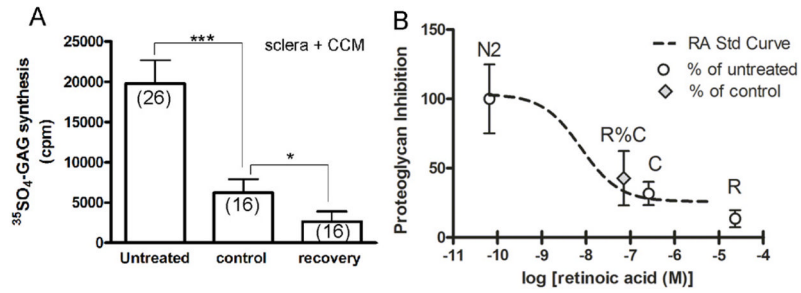 A
sclera + CCM
***
*
35SO4-GAG synthesis
(cpm)
25000
20000
15000
10000
5000
0
(26)
(16)
(16)
Untreated
control
recovery
B
RA Std Curve
% of untreated
% of control
N2
R%C
C
R
Proteoglycan Inhibition
150
100
50
0
-11 -10 -9 -8 -7 -6 -5 -4
log [retinoic acid (M)]